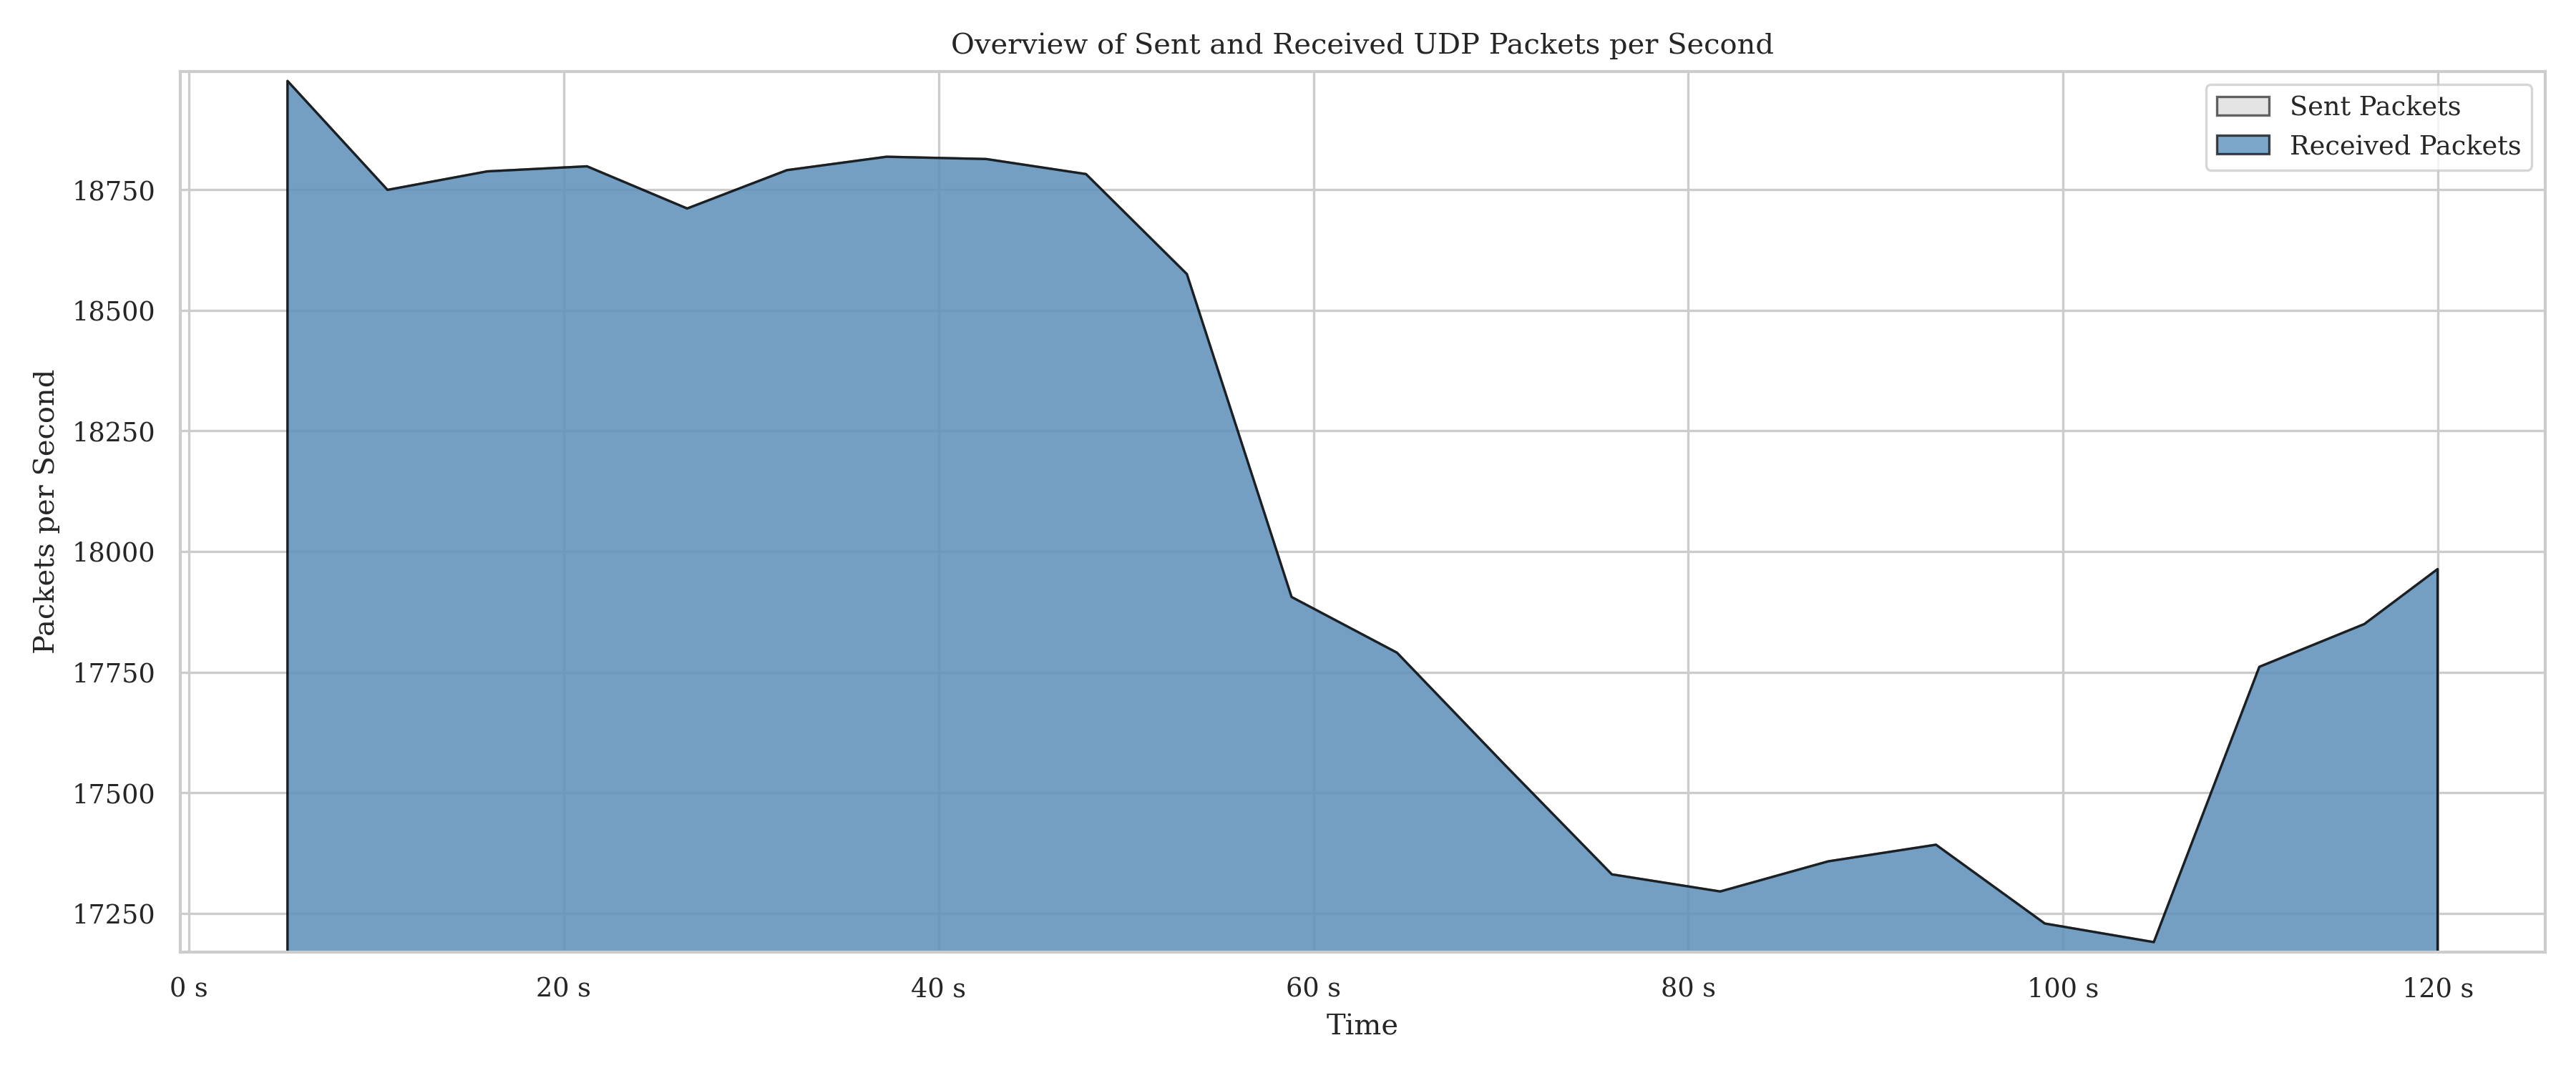 Overview of Sent and Received UDP Packets per Second
Sent Packets
Received Packets
Packets per Second
18750
18500
18250
18000
17750
17500
17250
0 s
20 s
40 s
60 s
80 s
100 s
120 s
Time